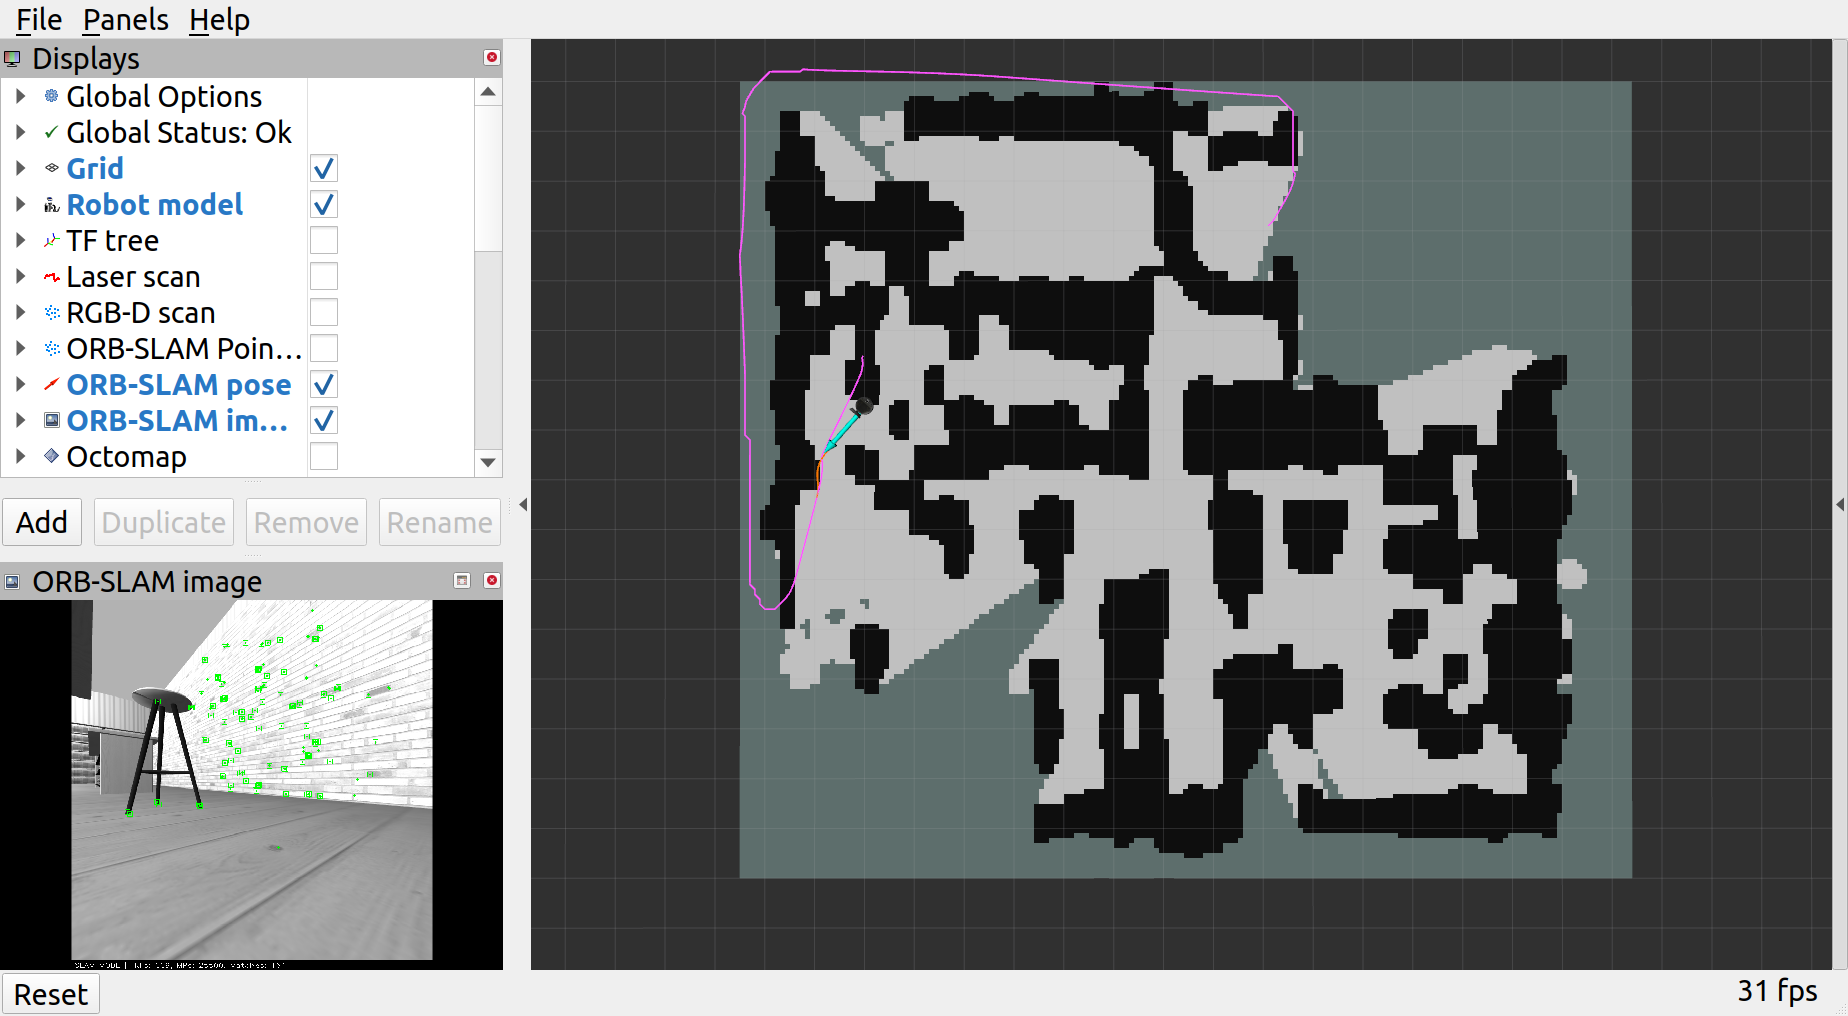 File Panels Help
Displays
Global Options
Global Status: Ok
Grid
Robot model
TF tree
Laser scan
RGB-D scan
ORB-SLAM Poin...
ORB-SLAM pose
ORB-SLAM im...
Octomap
Add Duplicate Remove Rename
ORB-SLAM image
Reset
31 fps